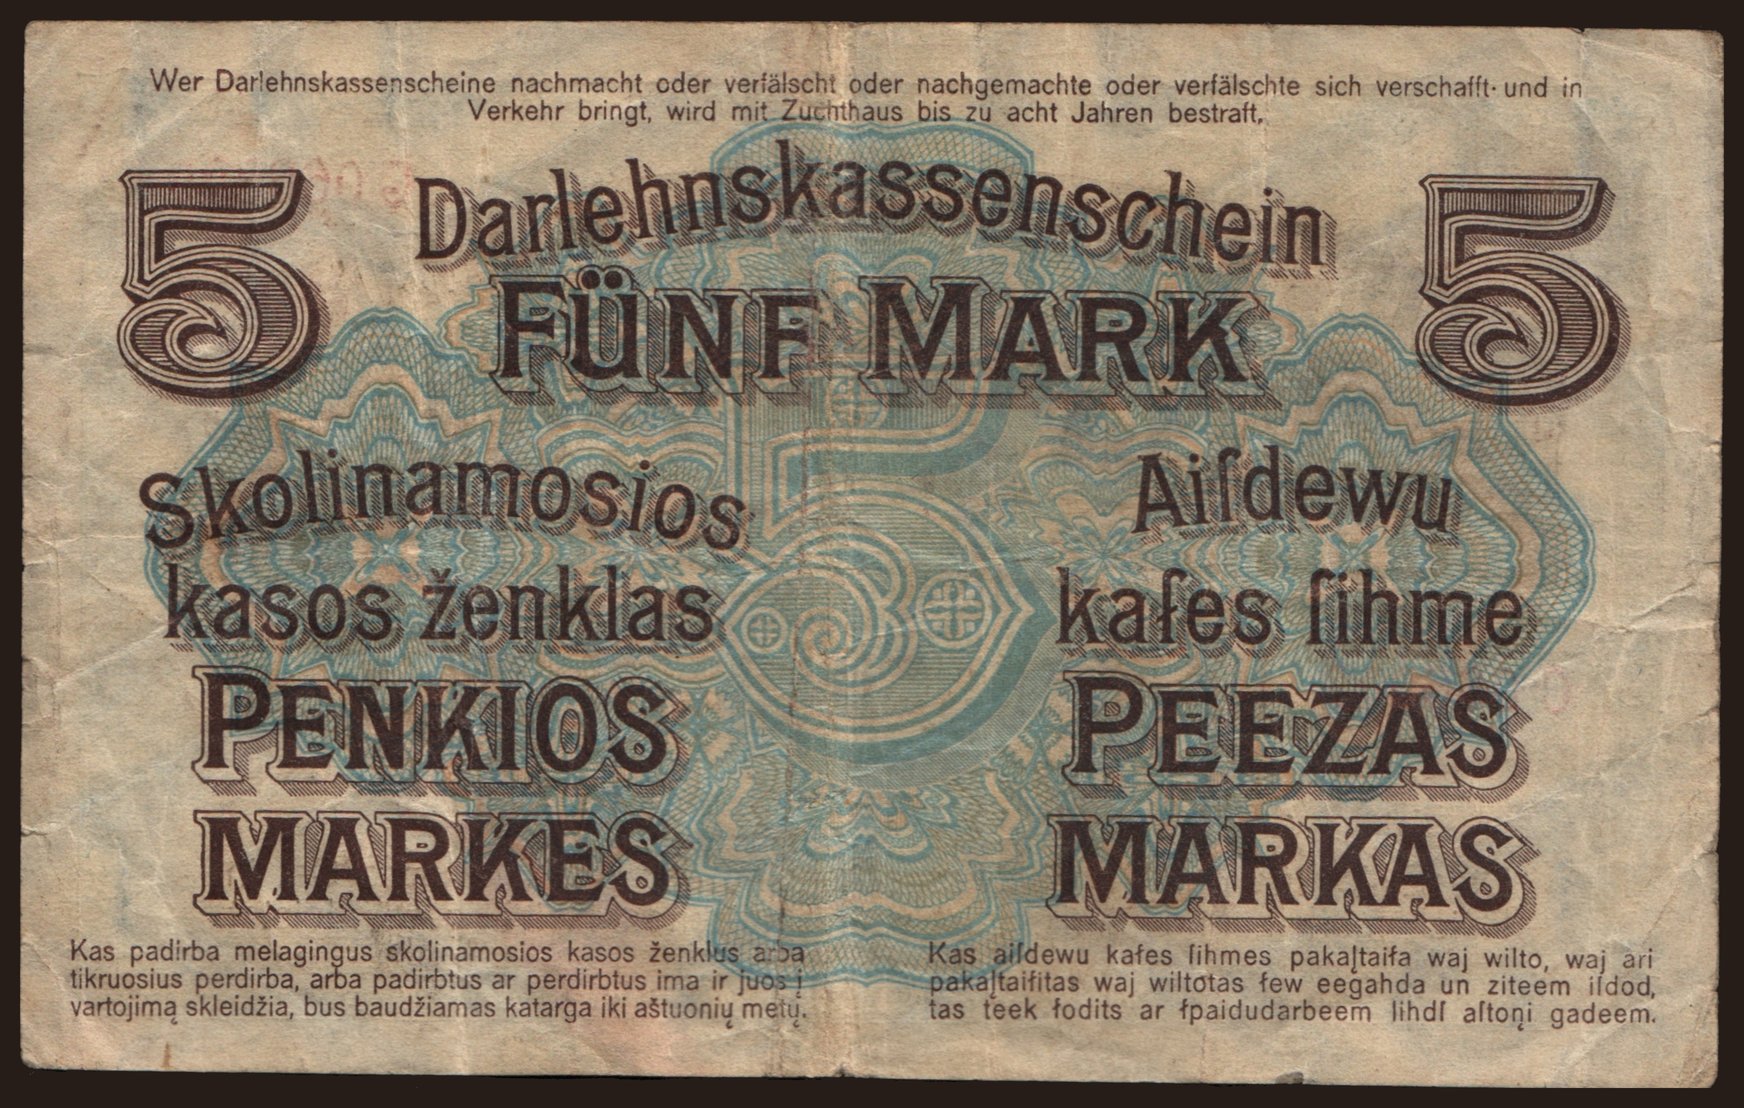 Wer Darlehnskassenscheine nachmacht oder verfälscht oder nachgemachte oder verfälschte sich verschafft und in
Verkehr bringt, wird mit Zuchthaus bis zu acht Jahren bestraft.
5 Darlehnskassenschein 5
FÜNF MARK
5
Skolinamosios
kasos ženklas
PENKIOS
MARKES
Aiſdewu
kaſes ſihme
PEEZAS
MARKAS
Kas padirba melagingus skolinamosios kasos ženklus arba
tikruosius perdirba, arba padirbtus ar perdirbtus ima ir juos į
vartojimą skleidžia, bus baudžiamas katarga iki aštuonių metų.
Kas aiſdewu kaſes ſihmes pakaļtaiſa waj wilto, waj ari
pakaļtaiſitas waj wiltotas ſew eegahda un ziteem iſdod,
tas teek ſodits ar ſpaidudarbeem lihdſ aſtoņi gadeem.